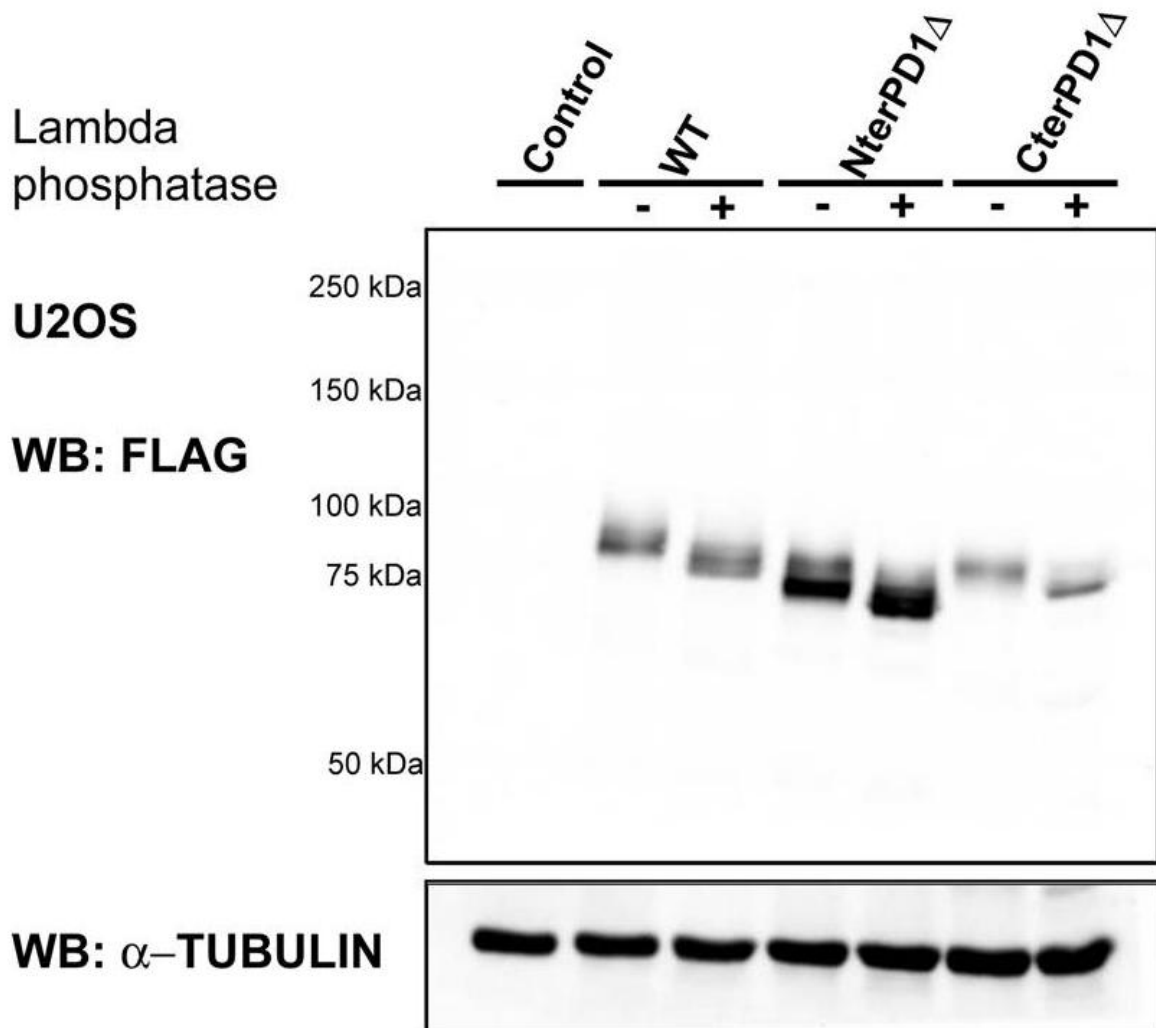 Control
WT
NterPD1Δ
CterPD1Δ
Lambda
phosphatase
- + - + - +
250 kDa
U2OS
150 kDa
WB: FLAG
100 kDa
75 kDa
50 kDa
WB: α–TUBULIN